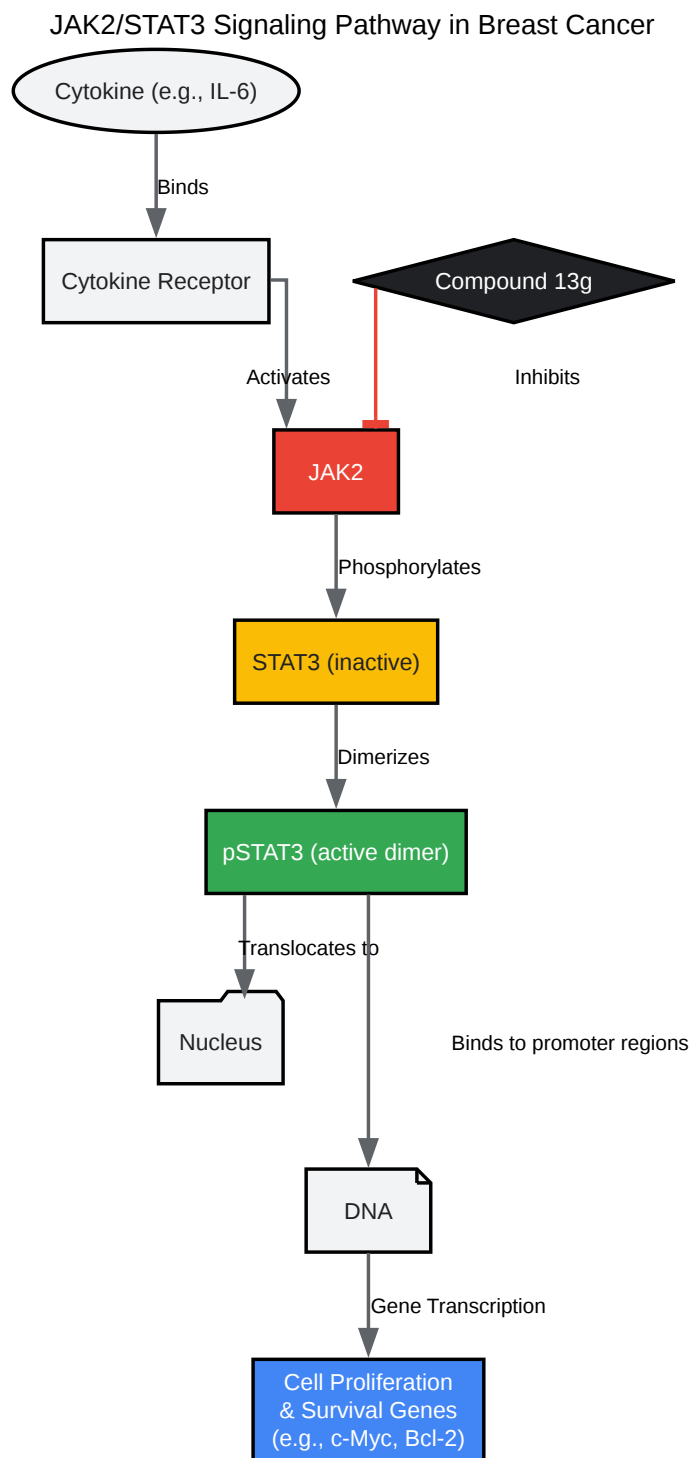 JAK2/STAT3 Signaling Pathway in Breast Cancer
Cytokine (e.g., IL-6)
Binds
Cytokine Receptor
Compound 13g
Activates
Inhibits
JAK2
Phosphorylates
STAT3 (inactive)
Dimerizes
pSTAT3 (active dimer)
Translocates to
Nucleus
Binds to promoter regions
DNA
Gene Transcription
Cell Proliferation
& Survival Genes
(e.g., c-Myc, Bcl-2)